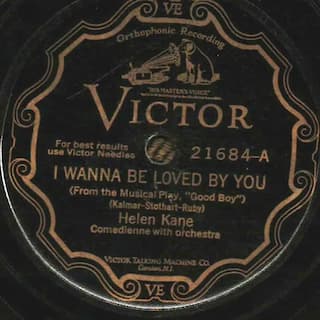 VE
Orthophonic Recording
"HIS MASTER'S VOICE"
VICTOR
For best results
use Victor Needles
21684-A
I WANNA BE LOVED BY YOU
(From the Musical Play, "Good Boy")
(Kalmar-Stothart-Ruby)
Helen Kane
Comedienne with orchestra
VICTOR TALKING MACHINE CO.
Camden, N.J.
VE